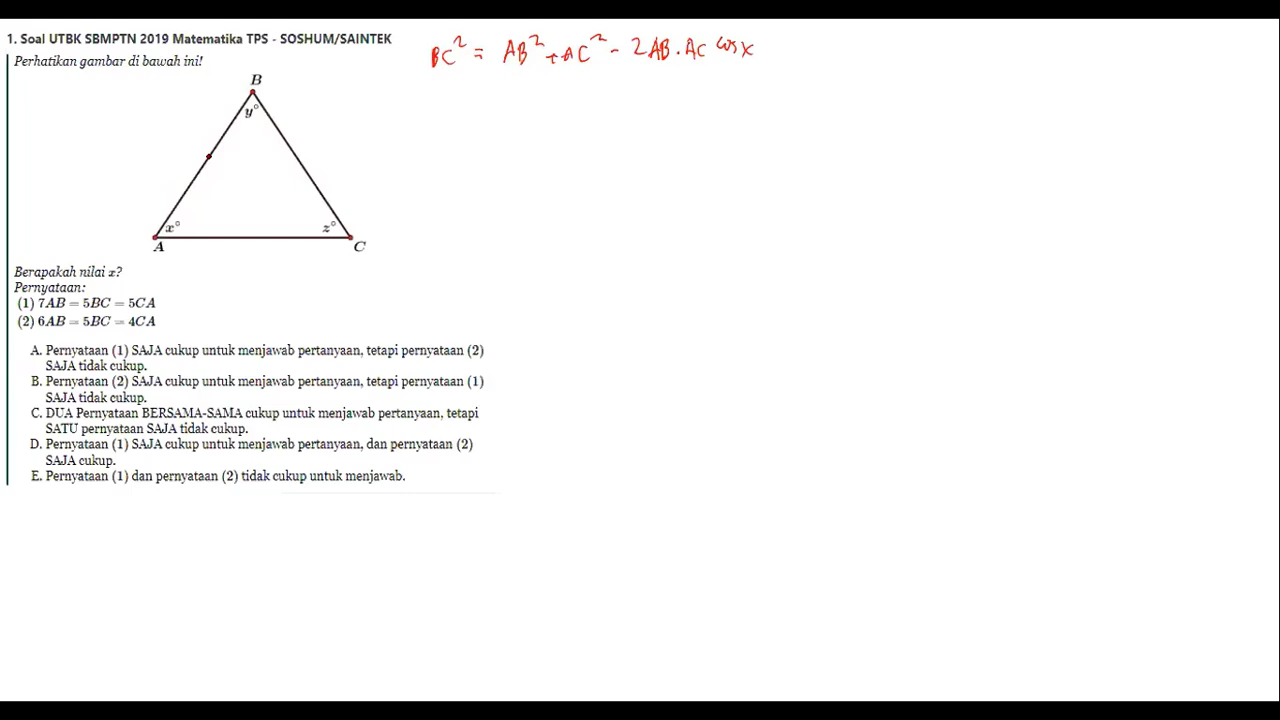 1. Soal UTBK SBMPTN 2019 Matematika TPS - SOSHUM/SAINTEK
BC² = AB² + AC² - 2AB . AC cos x
Perhatikan gambar di bawah ini!
B
y°
x°
z°
A
C
Berapakah nilai x?
Pernyataan:
(1) 7AB = 5BC = 5CA
(2) 6AB = 5BC = 4CA
A. Pernyataan (1) SAJA cukup untuk menjawab pertanyaan, tetapi pernyataan (2)
SAJA tidak cukup.
B. Pernyataan (2) SAJA cukup untuk menjawab pertanyaan, tetapi pernyataan (1)
SAJA tidak cukup.
C. DUA Pernyataan BERSAMA-SAMA cukup untuk menjawab pertanyaan, tetapi
SATU pernyataan SAJA tidak cukup.
D. Pernyataan (1) SAJA cukup untuk menjawab pertanyaan, dan pernyataan (2)
SAJA cukup.
E. Pernyataan (1) dan pernyataan (2) tidak cukup untuk menjawab.